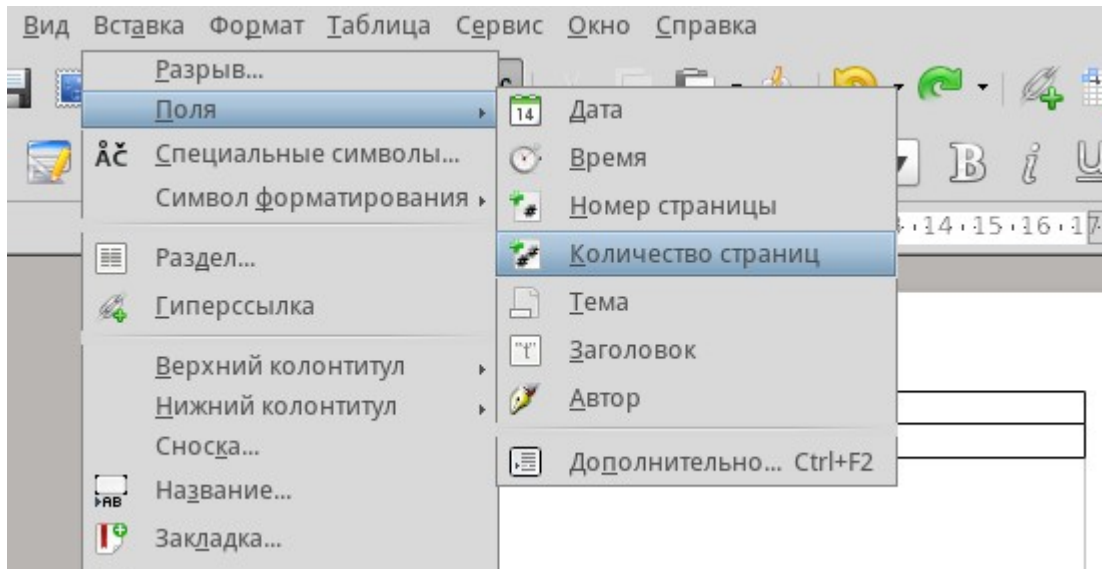 Вид Вставка Формат Таблица Сервис Окно Справка
Разрыв...
Поля
Специальные символы...
Символ форматирования
Раздел...
Гиперссылка
Верхний колонтитул
Нижний колонтитул
Сноска...
Название...
Закладка...
14 Дата
Время
Номер страницы
Количество страниц
Тема
"t" Заголовок
Автор
Дополнительно... Ctrl+F2
ÅČ
AB
B i U
14 15 16 17